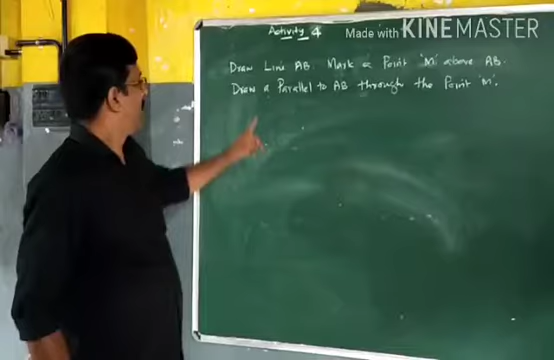 Activity 4
Made with KINEMASTER
Draw Line AB Mark a Point 'M' above AB.
Draw a Parallel to AB through the Point 'M'.